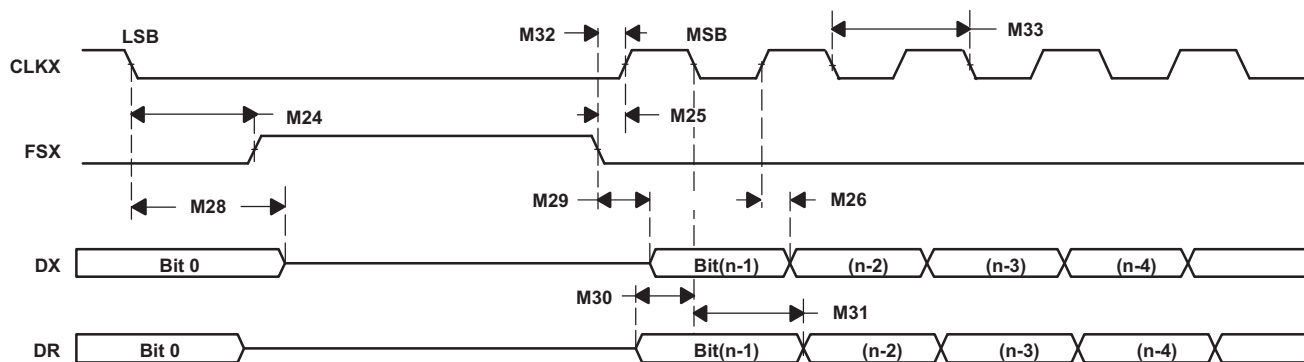 LSB
M32
MSB
M33
CLKX
M24
M25
FSX
M28
M29
M26
DX
Bit 0
Bit(n-1)
(n-2)
(n-3)
(n-4)
M30
M31
DR
Bit 0
Bit(n-1)
(n-2)
(n-3)
(n-4)